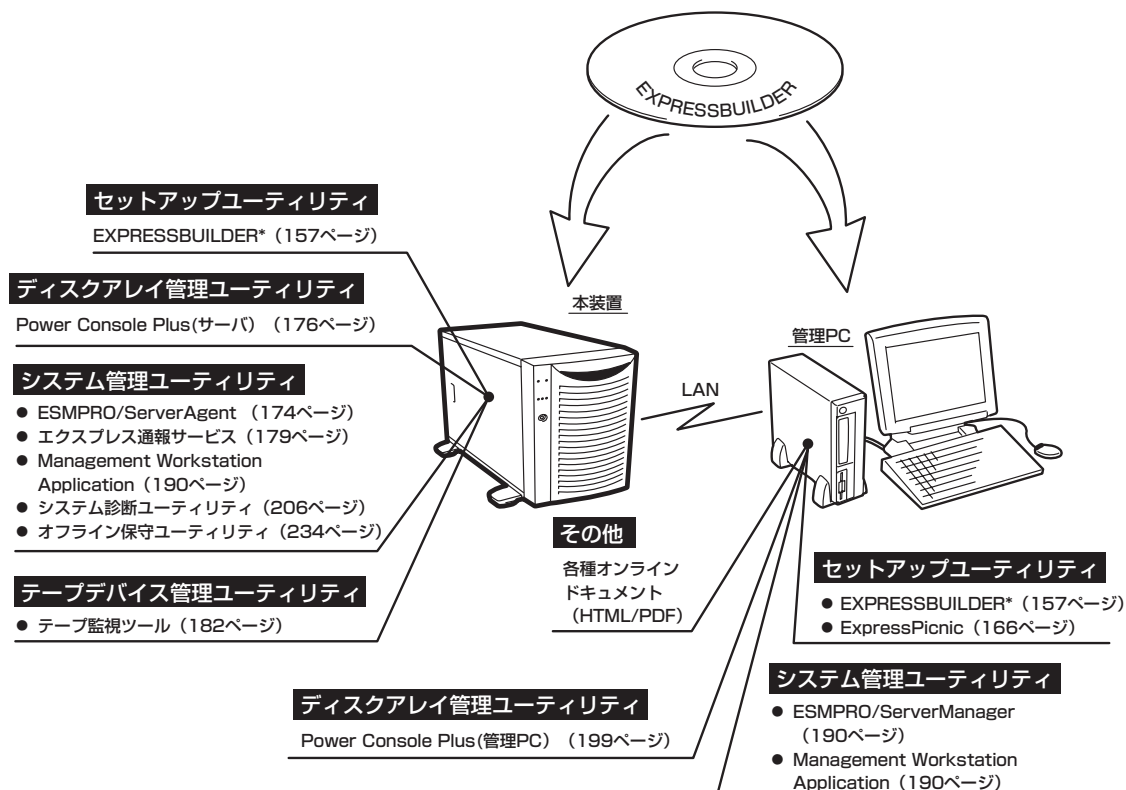 EXPRESSBUILDER
セットアップユーティリティ
EXPRESSBUILDER*（157ページ）
ディスクアレイ管理ユーティリティ
Power Console Plus(サーバ）（176ページ）
システム管理ユーティリティ
● ESMPRO/ServerAgent （174ページ）
● エクスプレス通報サービス（179ページ）
● Management Workstation
Application（190ページ）
● システム診断ユーティリティ（206ページ）
● オフライン保守ユーティリティ（234ページ）
テープデバイス管理ユーティリティ
● テープ監視ツール（182ページ）
本装置
LAN
管理PC
その他
各種オンライン
ドキュメント
（HTML/PDF）
ディスクアレイ管理ユーティリティ
Power Console Plus(管理PC）（199ページ）
セットアップユーティリティ
● EXPRESSBUILDER*（157ページ）
● ExpressPicnic（166ページ）
システム管理ユーティリティ
● ESMPRO/ServerManager
（190ページ）
● Management Workstation
Application（190ページ）